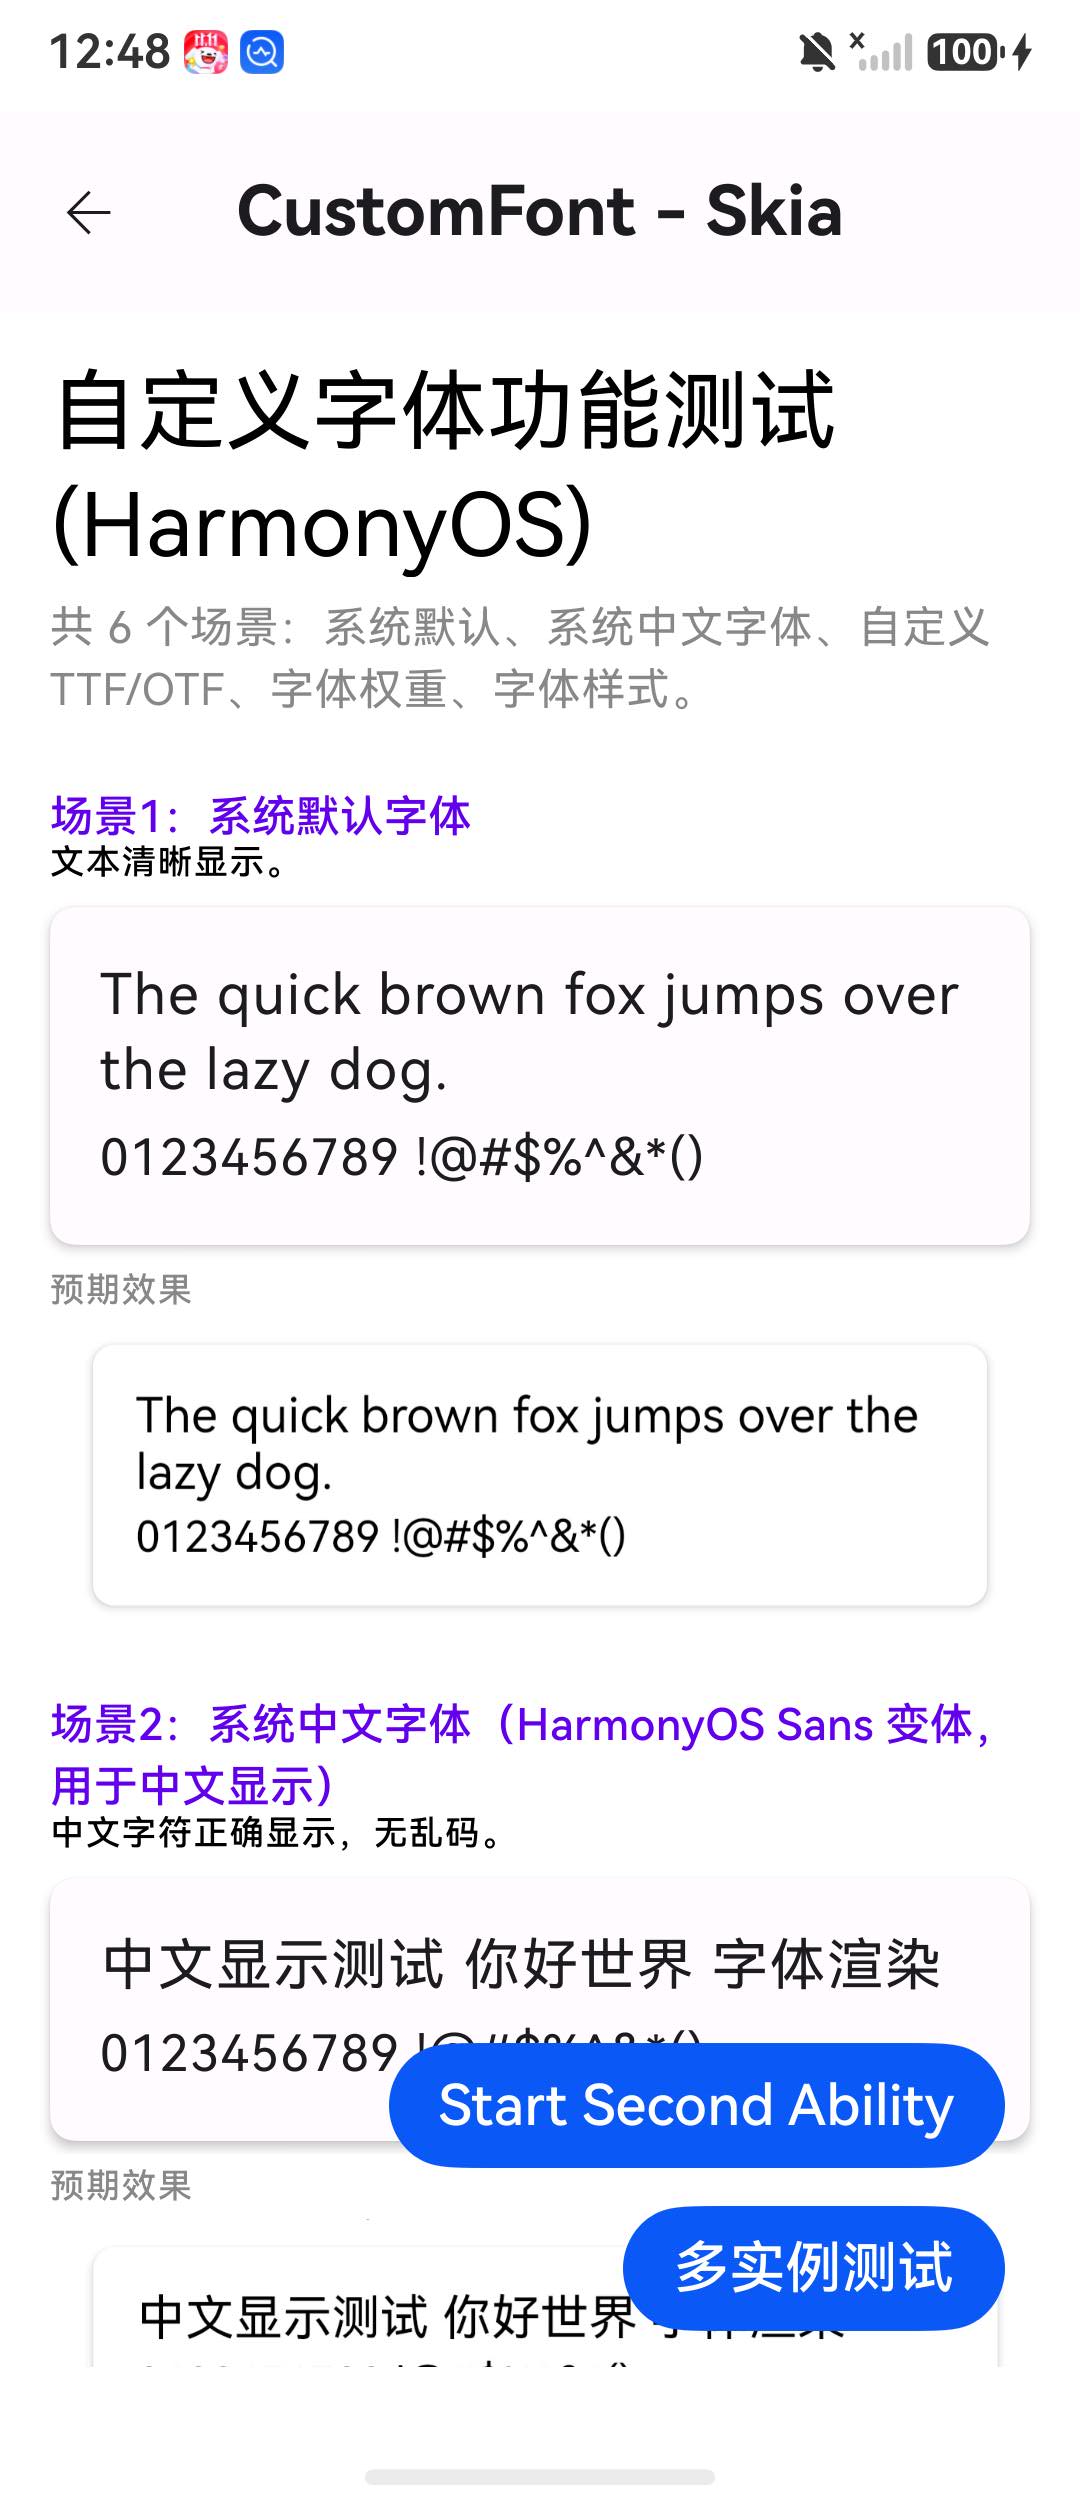 12:48
100
CustomFont - Skia
自定义字体功能测试
(HarmonyOS)
共 6 个场景：系统默认、系统中文字体、自定义
TTF/OTF、字体权重、字体样式。
场景1：系统默认字体
文本清晰显示。
The quick brown fox jumps over
the lazy dog.
0123456789 !@#$%^&*()
预期效果
The quick brown fox jumps over the
lazy dog.
0123456789 !@#$%^&*()
场景2：系统中文字体（HarmonyOS Sans 变体，
用于中文显示）
中文字符正确显示，无乱码。
中文显示测试 你好世界 字体渲染
0123456789 !@#$%^&*()
Start Second Ability
预期效果
多实例测试
中文显示测试 你好世界 字体渲染